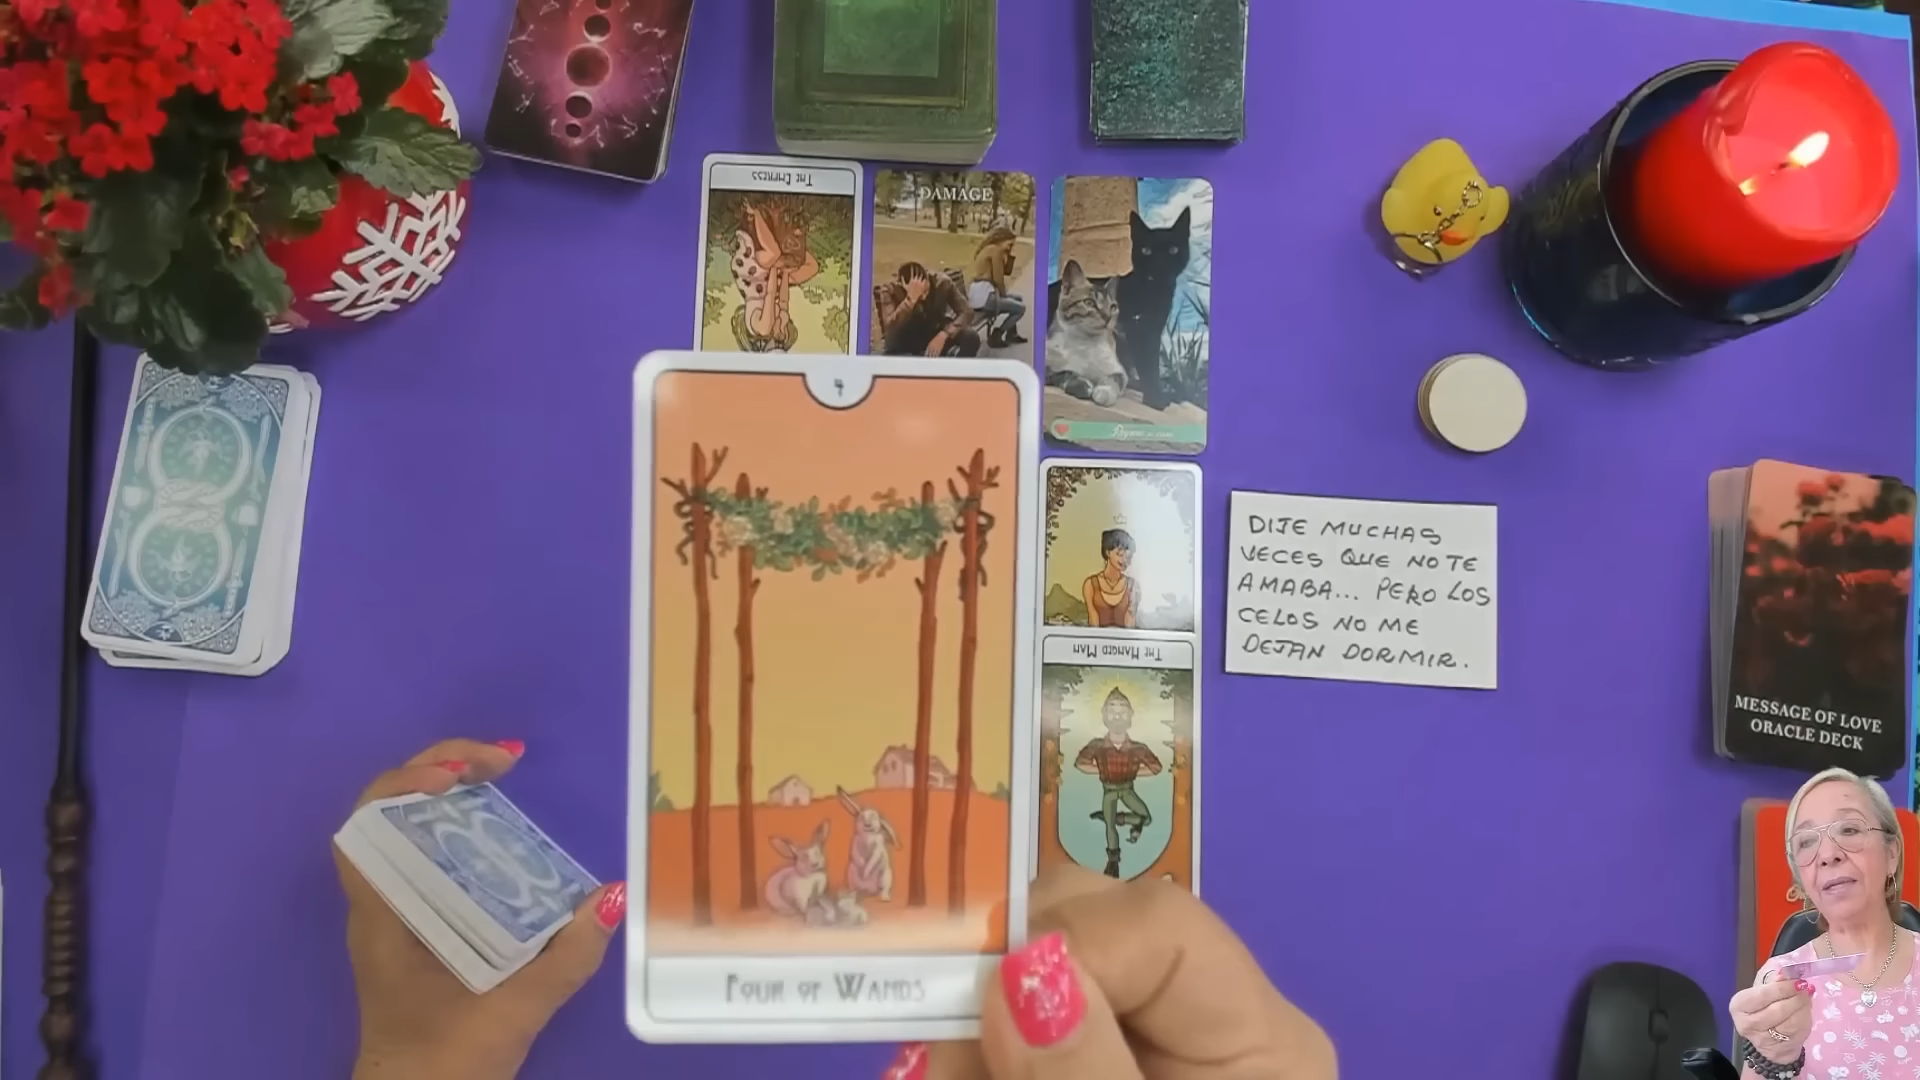 THE EMPRESS
DAMAGE
4
DIJE MUCHAS
VECES QUE NO TE
AMABA... PERO LOS
CELOS NO ME
DEJAN DORMIR.
THE HANGED MAN
MESSAGE OF LOVE
ORACLE DECK
FOUR OF WANDS